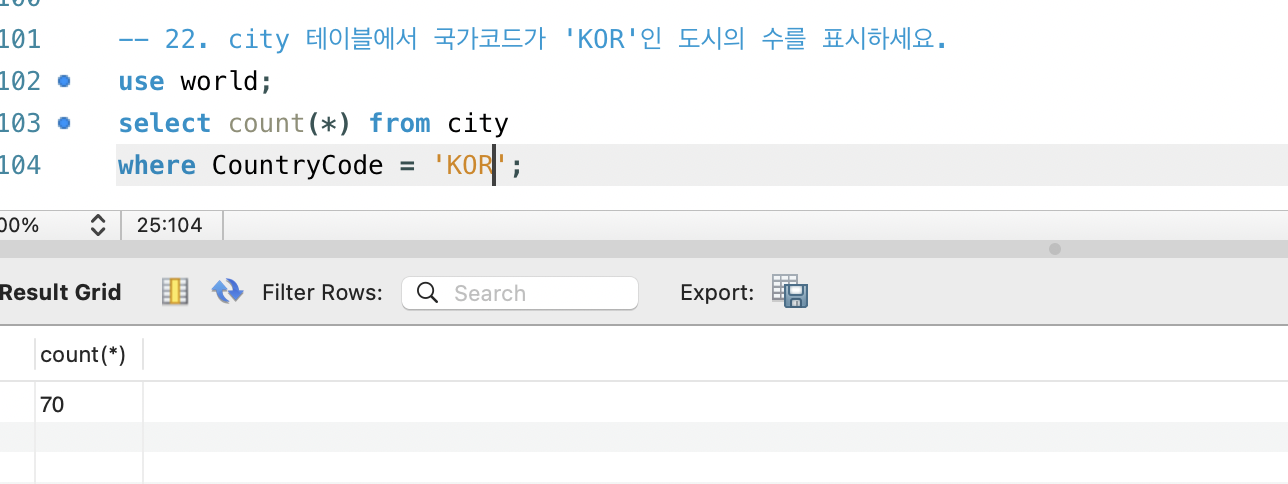 101 -- 22. city 테이블에서 국가코드가 'KOR'인 도시의 수를 표시하세요.
102 use world;
103 select count(*) from city
104 where CountryCode = 'KOR';
00% 25:104
Result Grid Filter Rows: Search Export:
count(*)
70